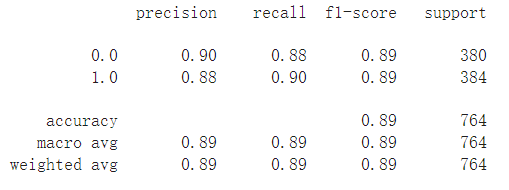 precision recall f1-score support
0.0 0.90 0.88 0.89 380
1.0 0.88 0.90 0.89 384
accuracy 0.89 764
macro avg 0.89 0.89 0.89 764
weighted avg 0.89 0.89 0.89 764